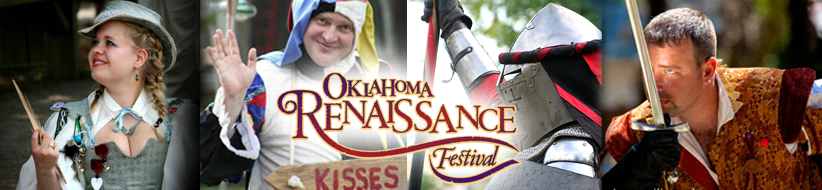 OKLAHOMA
RENAISSANCE
Festival
KISSES